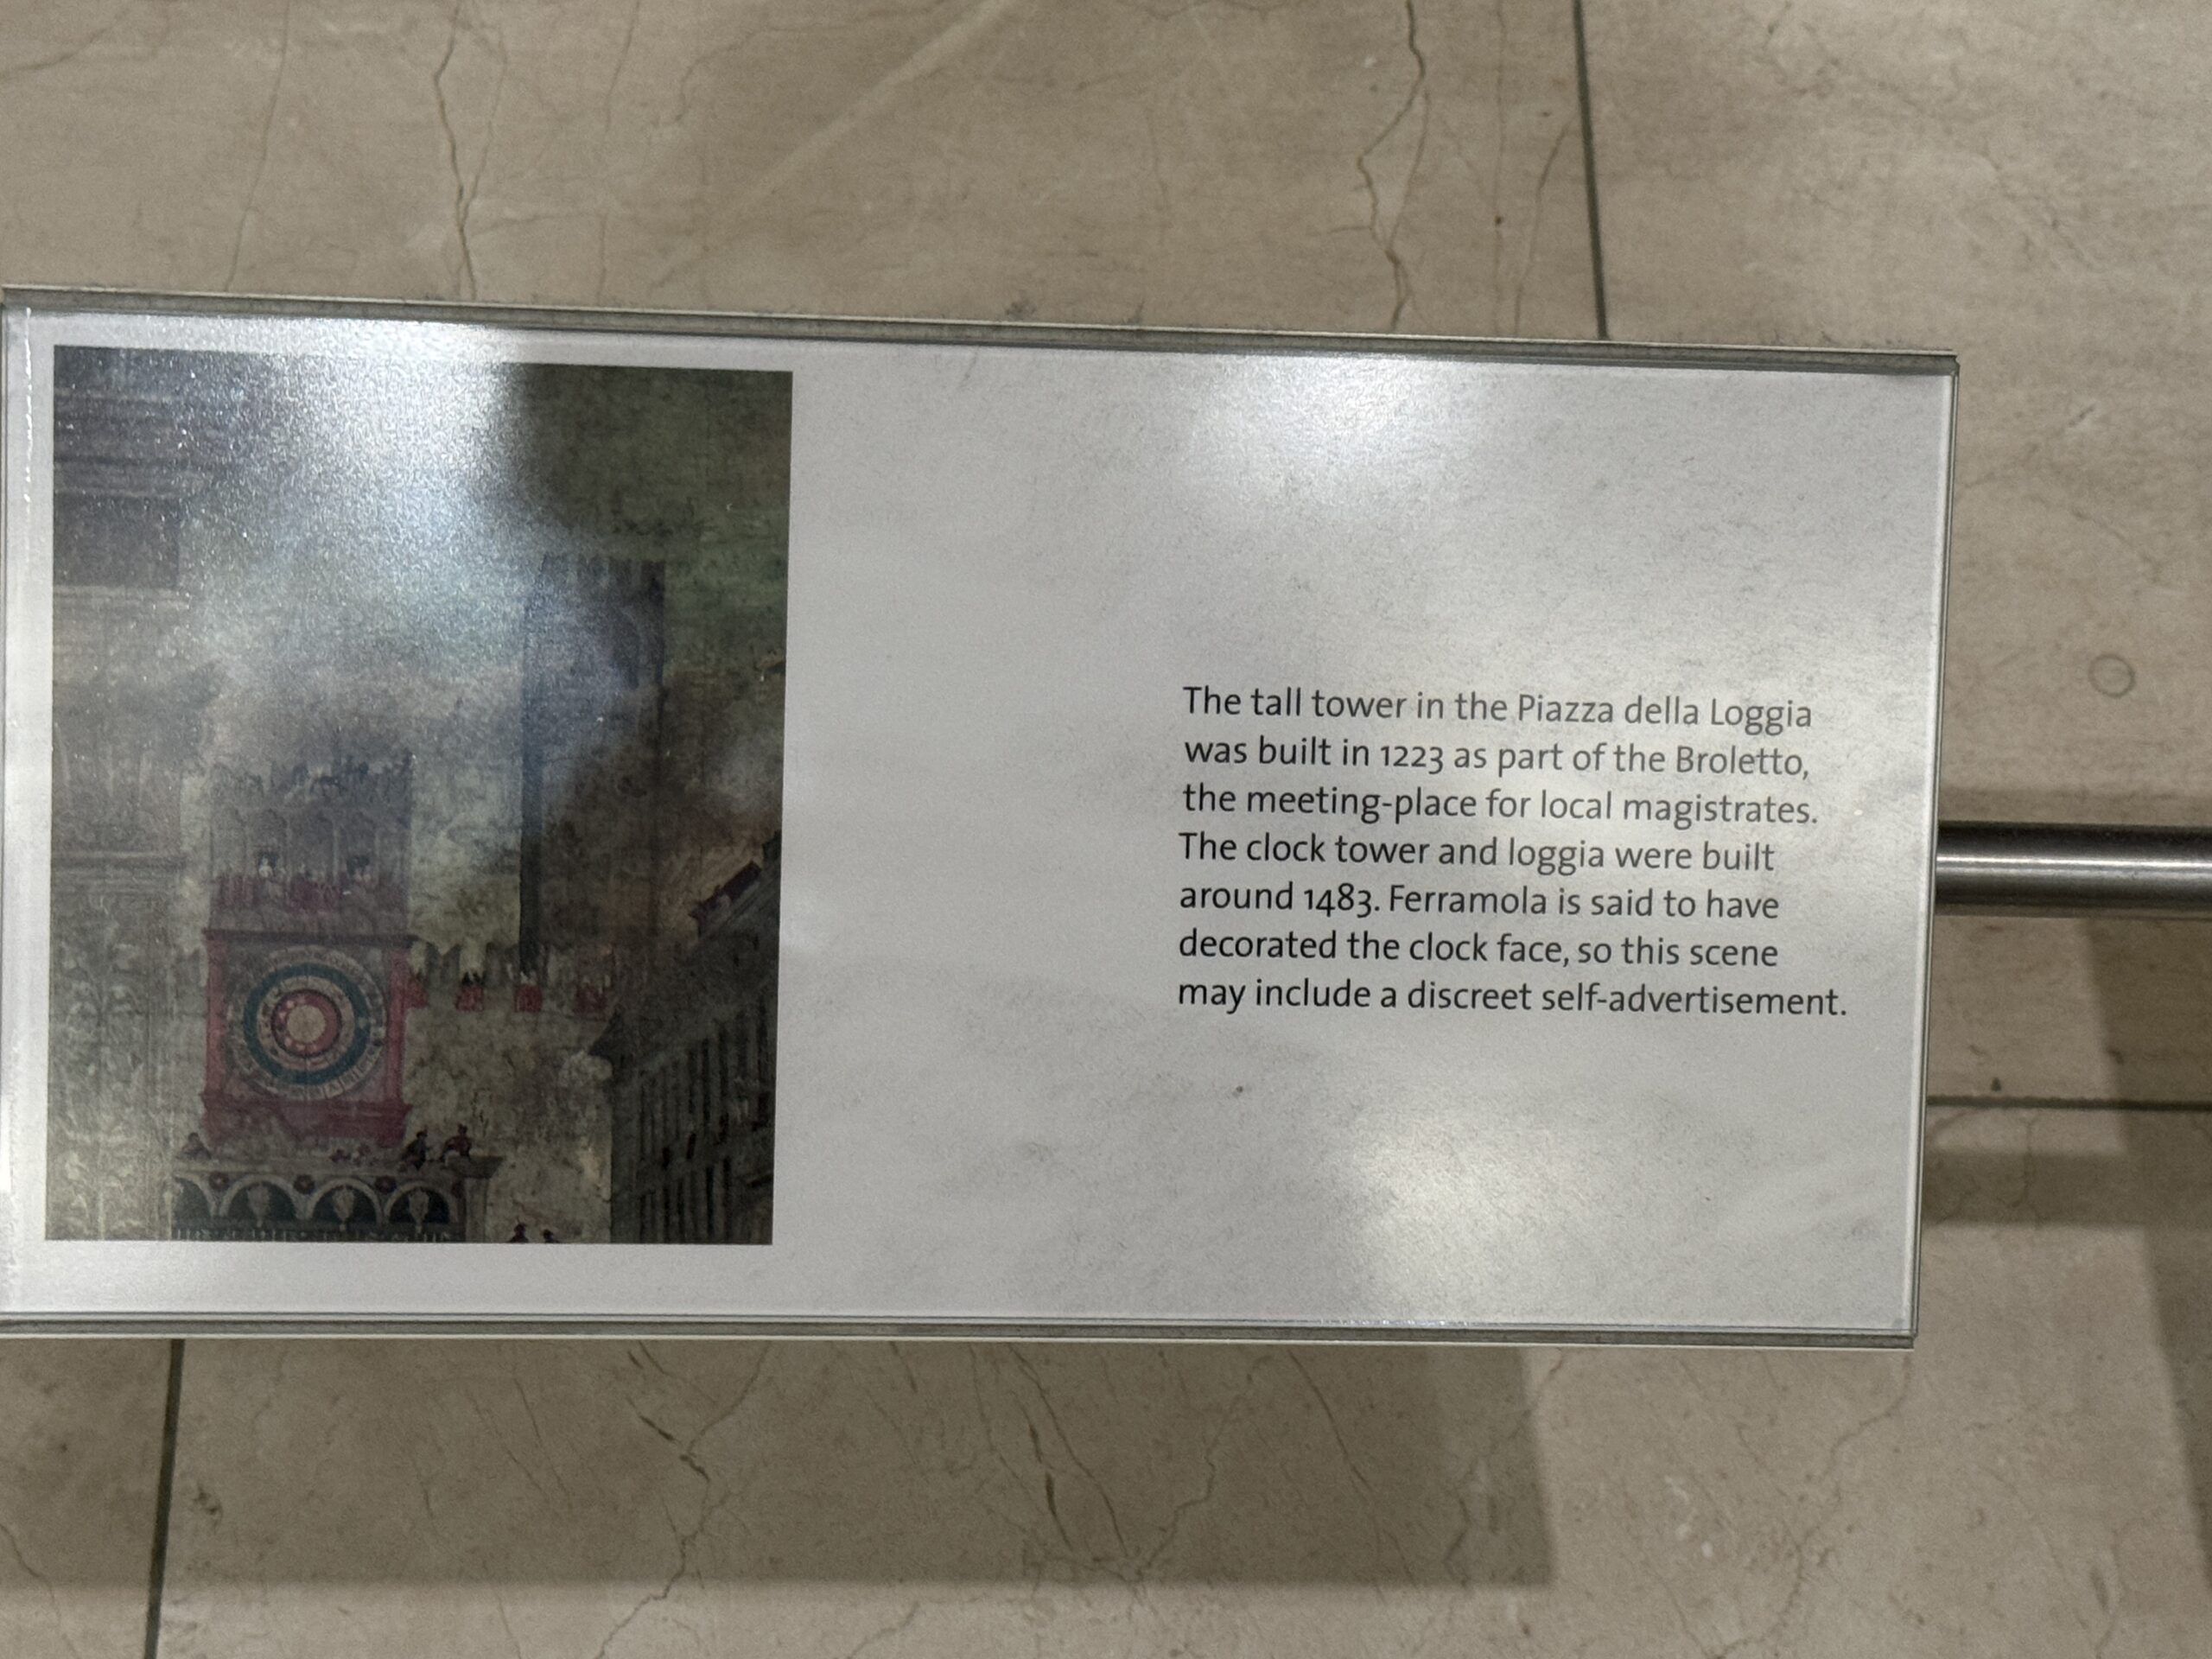 The tall tower in the Piazza della Loggia
was built in 1223 as part of the Broletto,
the meeting-place for local magistrates.
The clock tower and loggia were built
around 1483. Ferramola is said to have
decorated the clock face, so this scene
may include a discreet self-advertisement.